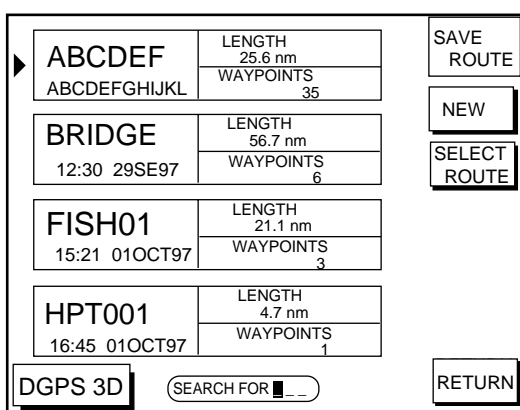 ABCDEF
ABCDEFGHIJKL
LENGTH
25.6 nm
WAYPOINTS
35
BRIDGE
12:30 29SE97
LENGTH
56.7 nm
WAYPOINTS
6
FISH01
15:21 01OCT97
LENGTH
21.1 nm
WAYPOINTS
3
HPT001
16:45 01OCT97
LENGTH
4.7 nm
WAYPOINTS
1
SAVE
ROUTE
NEW
SELECT
ROUTE
DGPS 3D
SEARCH FOR █ _ _
RETURN